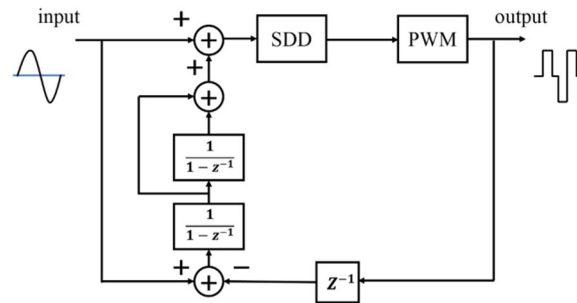 input
output
+
+
SDD
PWM
+
+
1
1 − z⁻¹
1
1 − z⁻¹
+
−
+
Z⁻¹